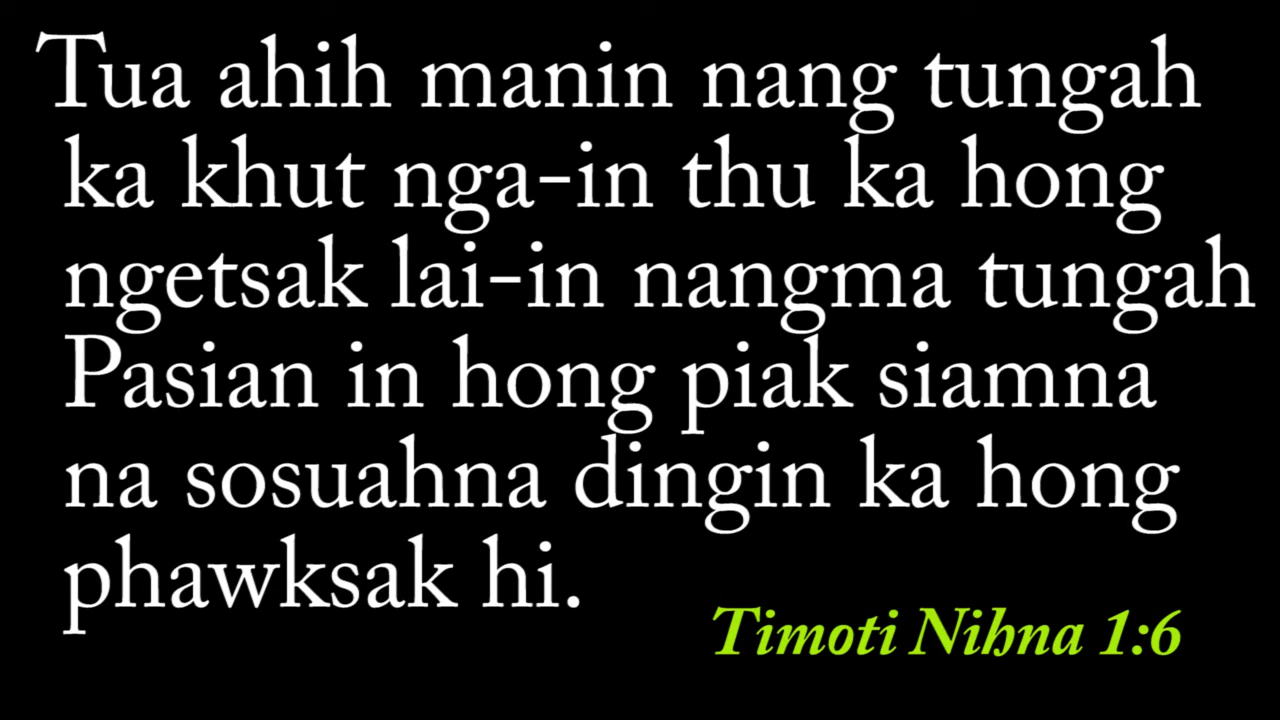 Tua ahih manin nang tungah
ka khut nga-in thu ka hong
ngetsak lai-in nangma tungah
Pasian in hong piak siamna
na sosuahna dingin ka hong
phawksak hi.
Timoti Nihna 1:6